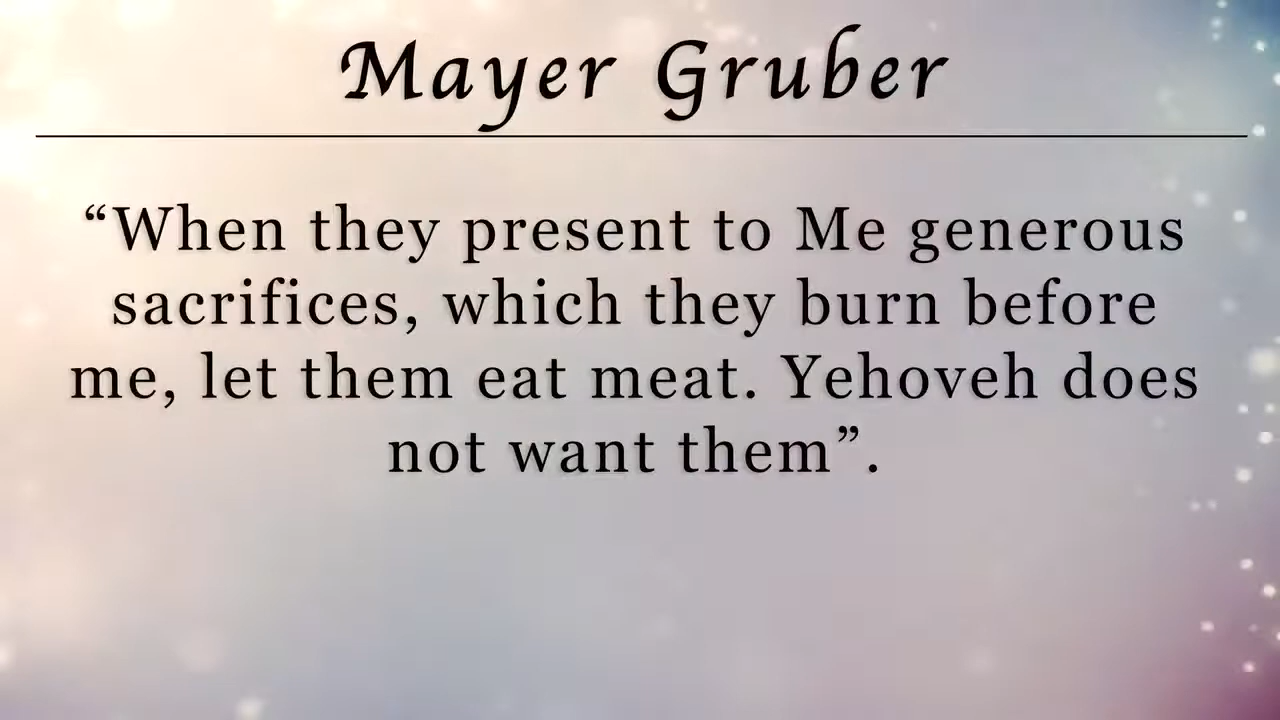 Mayer Gruber
“When they present to Me generous
sacrifices, which they burn before
me, let them eat meat. Yehoveh does
not want them”.